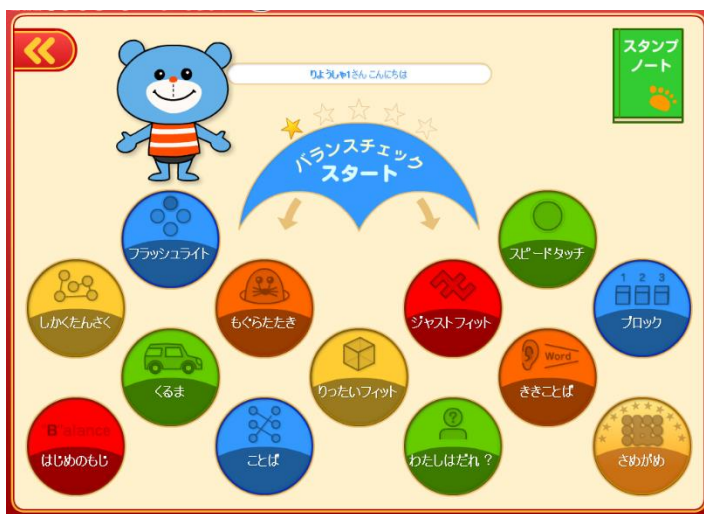 りようしゃ1さん こんにちは
スタンプ
ノート
バランスチェック
スタート
フラッシュライト
スピードタッチ
しかくたんさく
もぐらたたき
ジャストフィット
1 2 3
ブロック
くるま
りったいフィット
Word
ききことば
"B"alance
はじめのもじ
ことば
?
わたしはだれ?
さめがめ